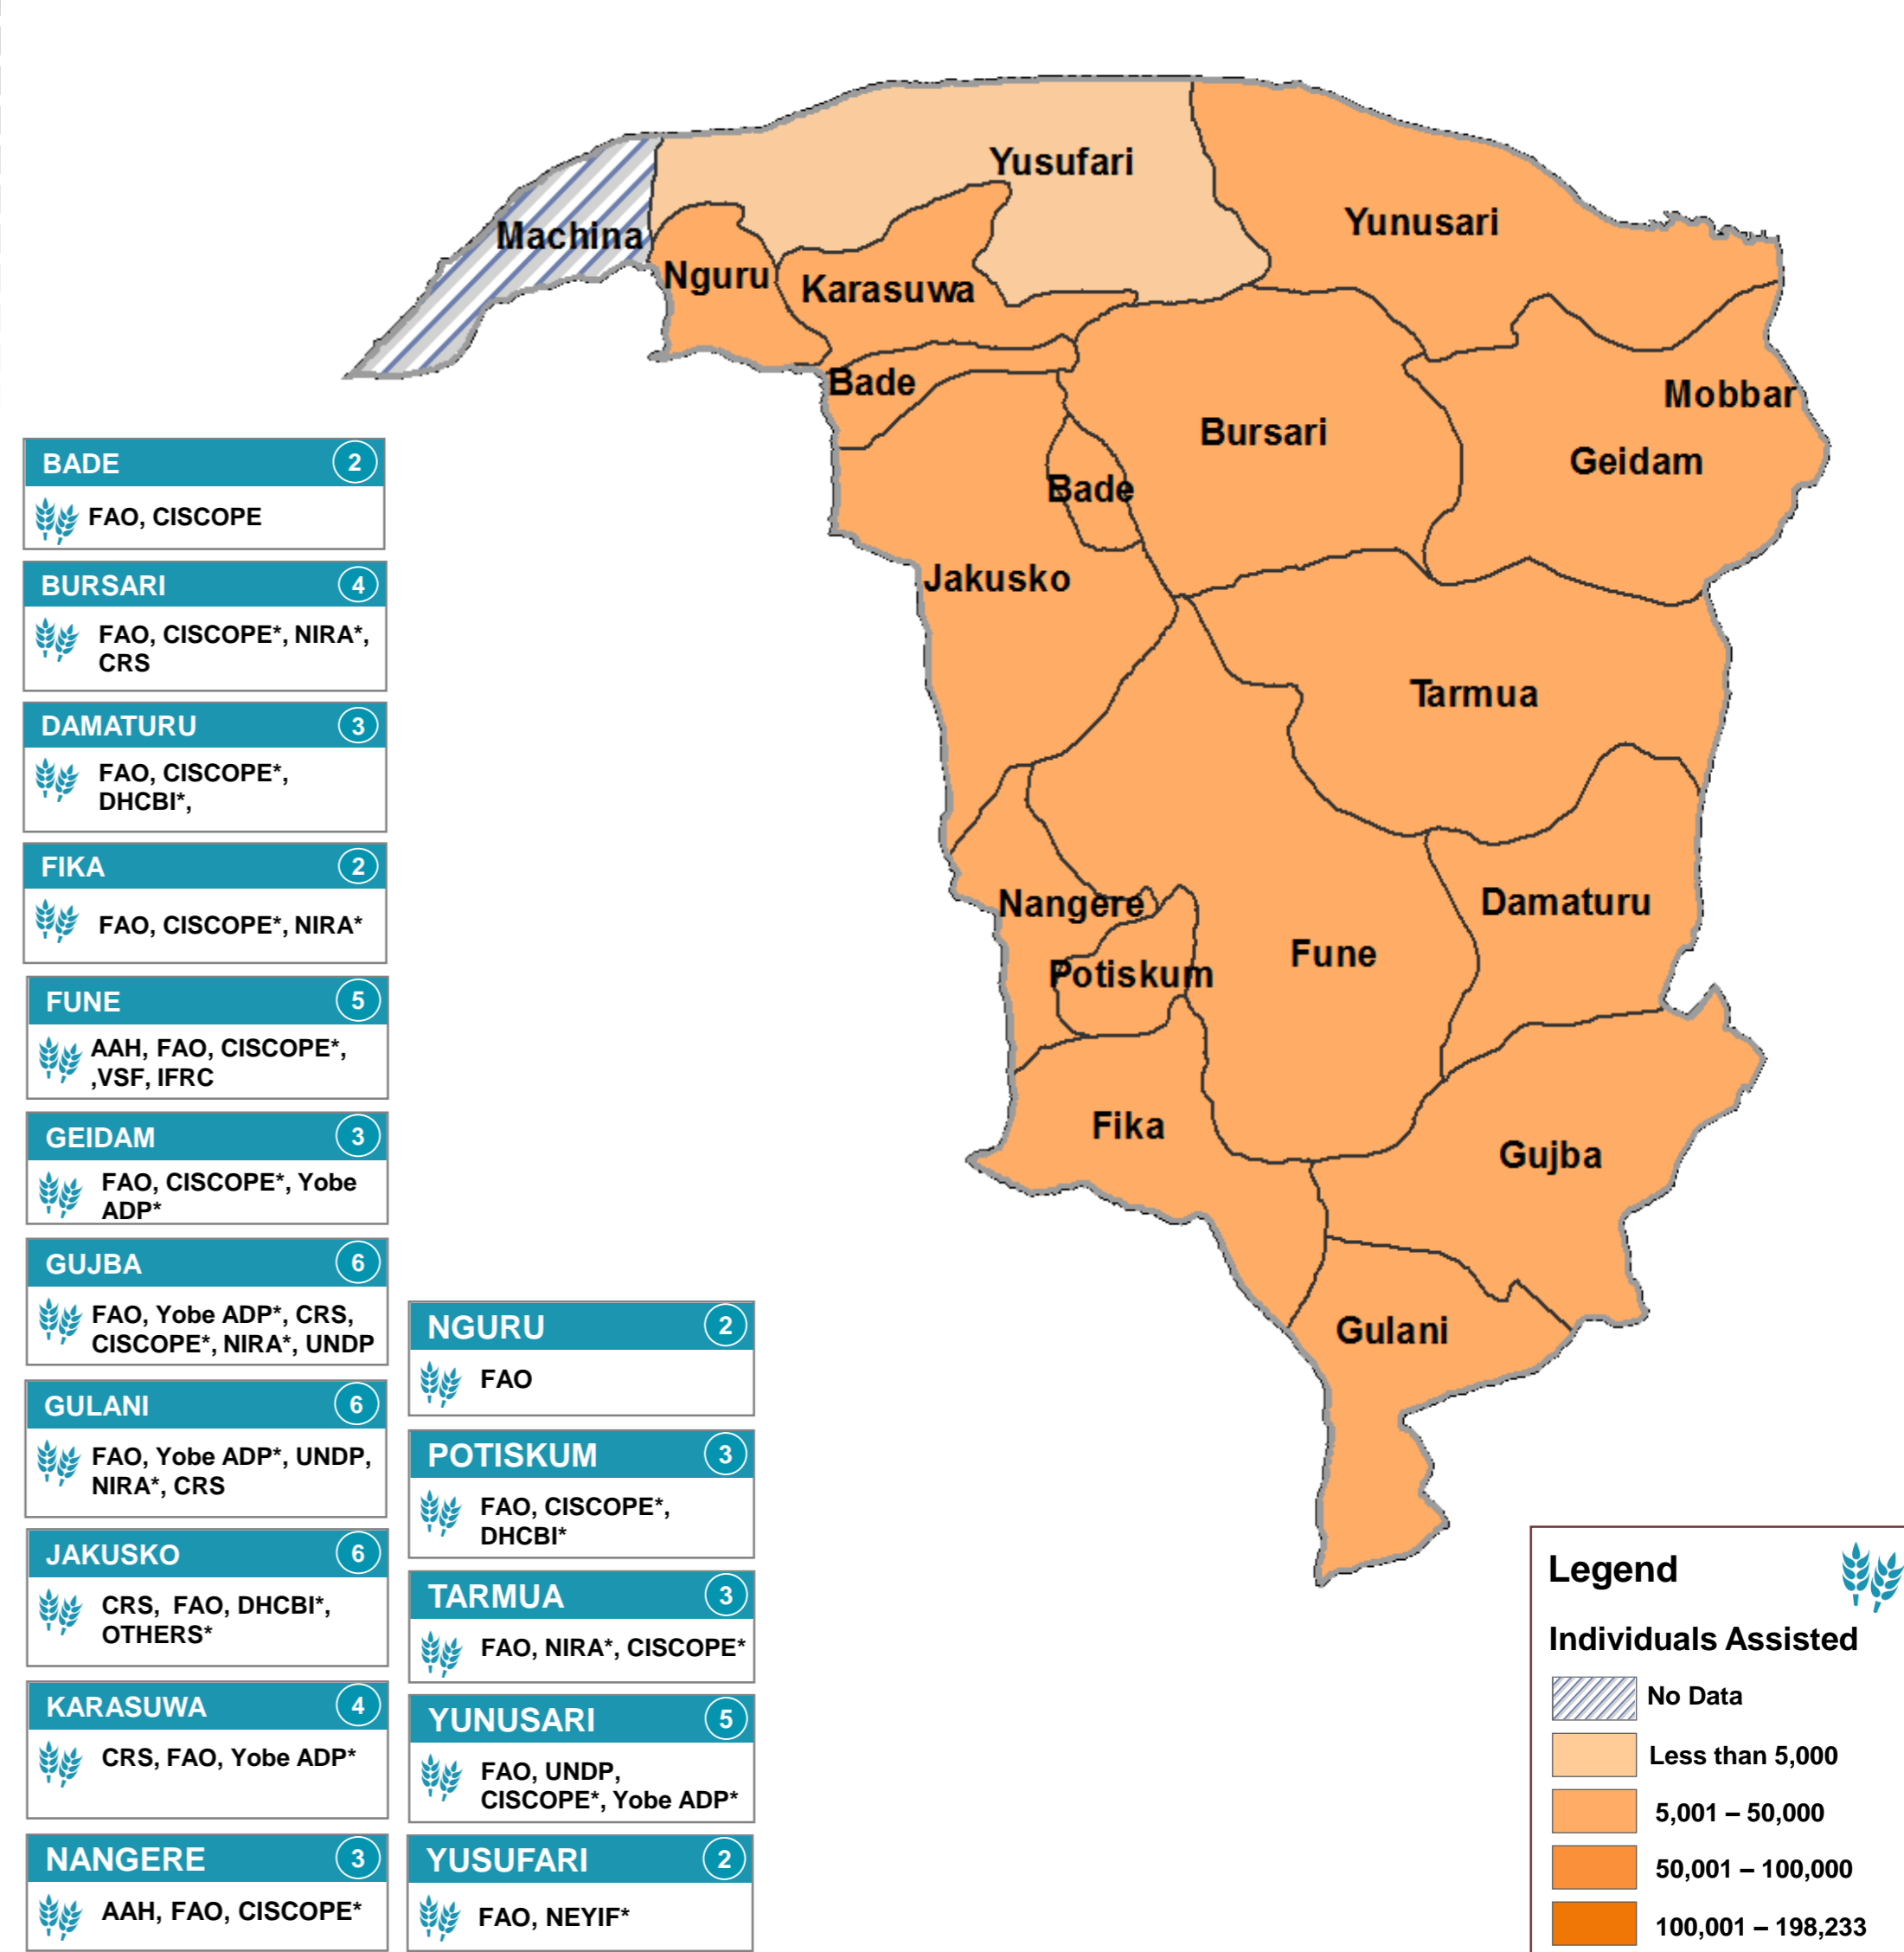 Yusufari
Yunusari
Machina
Nguru
Karasuwa
Bade
Mobbar
Bursari
Geidam
Bade
Jakusko
Tarmua
Nangere
Damaturu
Fune
Potiskum
Fika
Gujba
Gulani
BADE 2
FAO, CISCOPE
BURSARI 4
FAO, CISCOPE*, NIRA*,
CRS
DAMATURU 3
FAO, CISCOPE*,
DHCBI*,
FIKA 2
FAO, CISCOPE*, NIRA*
FUNE 5
AAH, FAO, CISCOPE*,
,VSF, IFRC
GEIDAM 3
FAO, CISCOPE*, Yobe
ADP*
GUJBA 6
FAO, Yobe ADP*, CRS,
CISCOPE*, NIRA*, UNDP
GULANI 6
FAO, Yobe ADP*, UNDP,
NIRA*, CRS
JAKUSKO 6
CRS, FAO, DHCBI*,
OTHERS*
KARASUWA 4
CRS, FAO, Yobe ADP*
NANGERE 3
AAH, FAO, CISCOPE*
NGURU 2
FAO
POTISKUM 3
FAO, CISCOPE*,
DHCBI*
TARMUA 3
FAO, NIRA*, CISCOPE*
YUNUSARI 5
FAO, UNDP,
CISCOPE*, Yobe ADP*
YUSUFARI 2
FAO, NEYIF*
Legend
Individuals Assisted
No Data
Less than 5,000
5,001 – 50,000
50,001 – 100,000
100,001 – 198,233